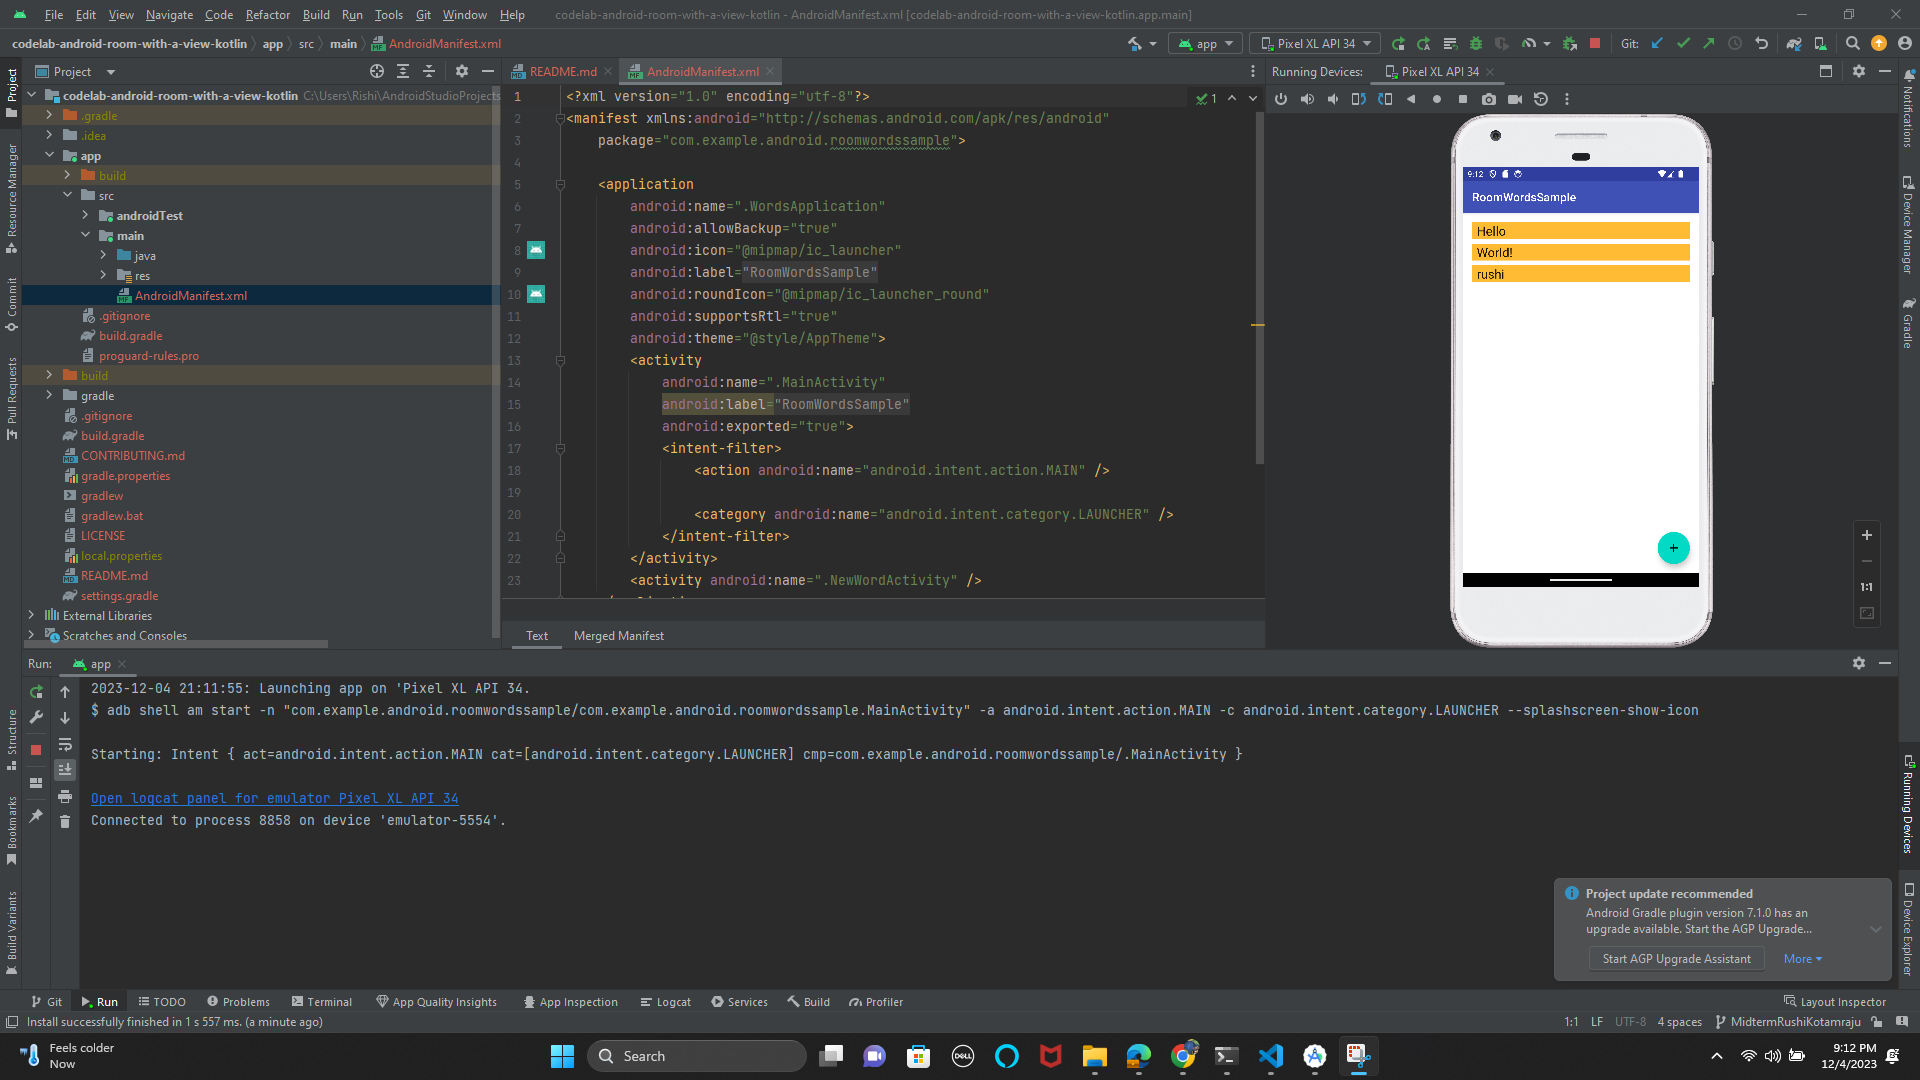 File Edit View Navigate Code Refactor Build Run Tools Git Window Help codelab-android-room-with-a-view-kotlin - AndroidManifest.xml [codelab-android-room-with-a-view-kotlin.app.main]
codelab-android-room-with-a-view-kotlin app src main AndroidManifest.xml app Pixel XL API 34 Git:
Project
README.md AndroidManifest.xml
Running Devices: Pixel XL API 34
Project
Resource Manager
Commit
Pull Requests
codelab-android-room-with-a-view-kotlin C:\Users\Rishi\AndroidStudioProjects
.gradle
.idea
app
build
src
androidTest
main
java
res
AndroidManifest.xml
.gitignore
build.gradle
proguard-rules.pro
build
gradle
.gitignore
build.gradle
CONTRIBUTING.md
gradle.properties
gradlew
gradlew.bat
LICENSE
local.properties
README.md
settings.gradle
External Libraries
Scratches and Consoles
1 <?xml version="1.0" encoding="utf-8"?>
2 <manifest xmlns:android="http://schemas.android.com/apk/res/android"
3 package="com.example.android.roomwordssample">
4
5 <application
6 android:name=".WordsApplication"
7 android:allowBackup="true"
8 android:icon="@mipmap/ic_launcher"
9 android:label="RoomWordsSample"
10 android:roundIcon="@mipmap/ic_launcher_round"
11 android:supportsRtl="true"
12 android:theme="@style/AppTheme">
13 <activity
14 android:name=".MainActivity"
15 android:label="RoomWordsSample"
16 android:exported="true">
17 <intent-filter>
18 <action android:name="android.intent.action.MAIN" />
19
20 <category android:name="android.intent.category.LAUNCHER" />
21 </intent-filter>
22 </activity>
23 <activity android:name=".NewWordActivity" />
1
Text Merged Manifest
9:12
RoomWordsSample
Hello
World!
rushi
+
1:1
Notifications
Device Manager
Gradle
Running Devices
Device Explorer
Run: app
2023-12-04 21:11:55: Launching app on 'Pixel XL API 34.
$ adb shell am start -n "com.example.android.roomwordssample/com.example.android.roomwordssample.MainActivity" -a android.intent.action.MAIN -c android.intent.category.LAUNCHER --splashscreen-show-icon
Starting: Intent { act=android.intent.action.MAIN cat=[android.intent.category.LAUNCHER] cmp=com.example.android.roomwordssample/.MainActivity }
Open logcat panel for emulator Pixel XL API 34
Connected to process 8858 on device 'emulator-5554'.
Structure
Bookmarks
Build Variants
Project update recommended
Android Gradle plugin version 7.1.0 has an
upgrade available. Start the AGP Upgrade...
Start AGP Upgrade Assistant More
Git Run TODO Problems Terminal App Quality Insights App Inspection Logcat Services Build Profiler Layout Inspector
Install successfully finished in 1 s 557 ms. (a minute ago) 1:1 LF UTF-8 4 spaces MidtermRushiKotamraju
Feels colder
Now
Search
DELL
9:12 PM
12/4/2023